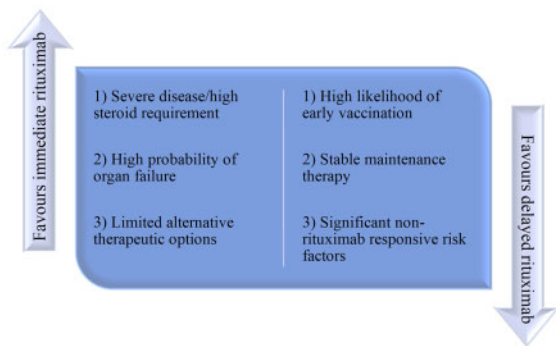 Favours immediate rituximab
1) Severe disease/high
steroid requirement
2) High probability of
organ failure
3) Limited alternative
therapeutic options
1) High likelihood of
early vaccination
2) Stable maintenance
therapy
3) Significant non-
rituximab responsive risk
factors
Favours delayed rituximab